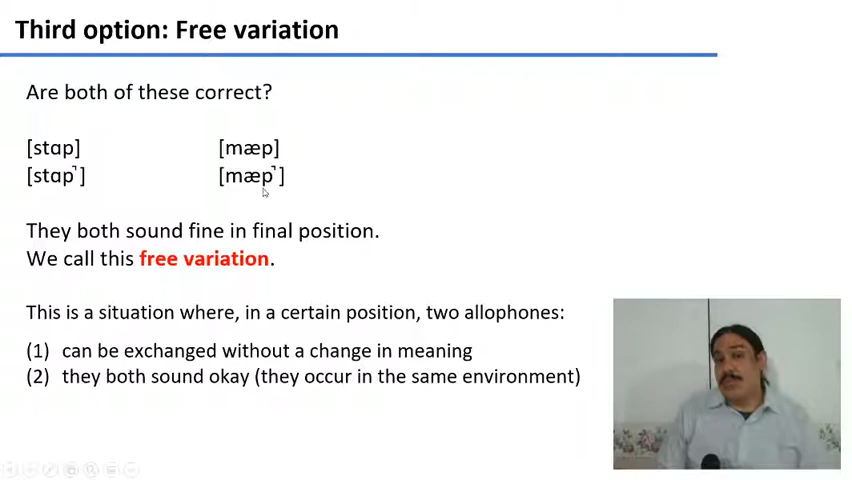 Third option: Free variation
Are both of these correct?
[stɑp] [mæp]
[stɑp̚] [mæp̚]
They both sound fine in final position.
We call this free variation.
This is a situation where, in a certain position, two allophones:
(1) can be exchanged without a change in meaning
(2) they both sound okay (they occur in the same environment)